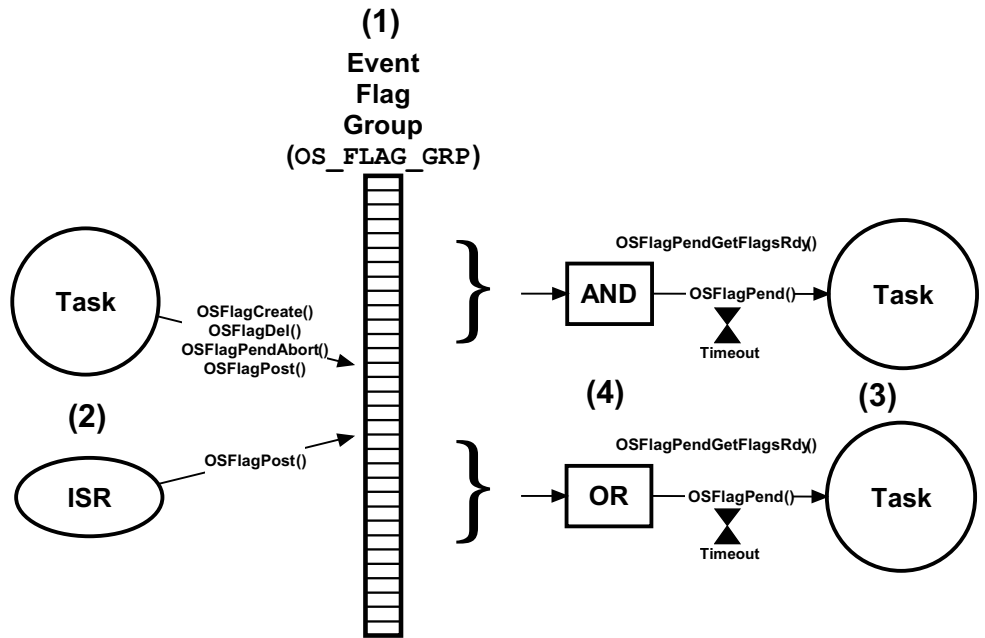 (1)
Event
Flag
Group
(OS_FLAG_GRP)
Task
OSFlagCreate()
OSFlagDel()
OSFlagPendAbort()
OSFlagPost()
(2)
ISR
OSFlagPost()
OSFlagPendGetFlagsRdy()
AND
OSFlagPend()
Timeout
Task
(4)
(3)
OSFlagPendGetFlagsRdy()
OR
OSFlagPend()
Timeout
Task